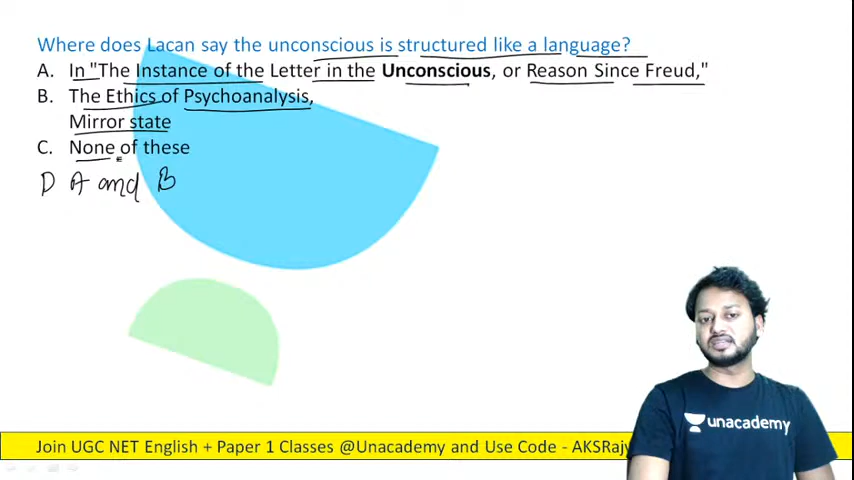 Where does Lacan say the unconscious is structured like a language?
A. In "The Instance of the Letter in the Unconscious, or Reason Since Freud,"
B. The Ethics of Psychoanalysis,
Mirror state
C. None of these
D A and B
unacademy
Join UGC NET English + Paper 1 Classes @Unacademy and Use Code - AKSRaj